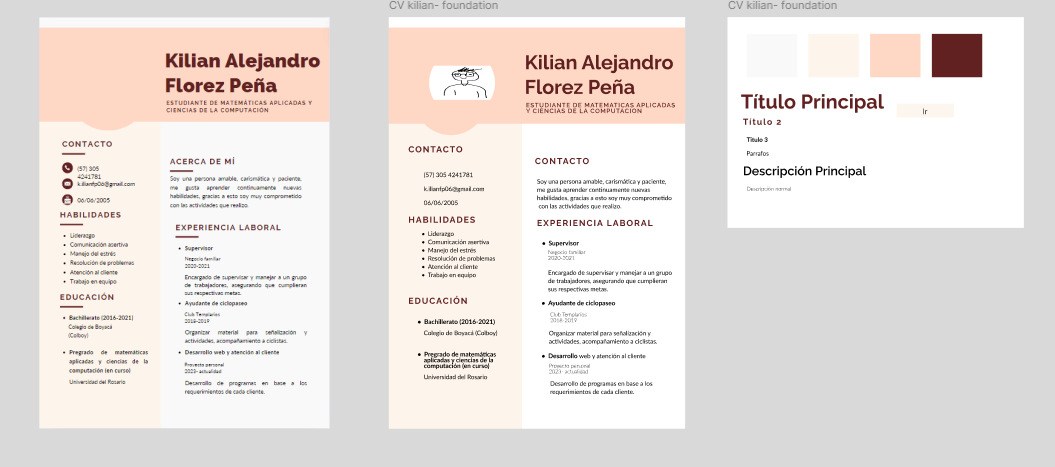 CV kilian- foundation
CV kilian- foundation
Kilian Alejandro
Florez Peña
ESTUDIANTE DE MATEMÁTICAS APLICADAS Y
CIENCIAS DE LA COMPUTACIÓN
CONTACTO
(57) 305
4241781
k.ilianfp06@gmail.com
06/06/2005
HABILIDADES
Liderazgo
Comunicación asertiva
Manejo del estrés
Resolución de problemas
Atención al cliente
Trabajo en equipo
EDUCACIÓN
Bachillerato (2016-2021)
Colegio de Boyacá
(Colboy)
Pregrado de matemáticas
aplicadas y ciencias de la
computación (en curso)
Universidad del Rosario
ACERCA DE MÍ
Soy una persona amable, carismática y paciente,
me gusta aprender continuamente nuevas
habilidades, gracias a esto soy muy comprometido
con las actividades que realizo.
EXPERIENCIA LABORAL
Supervisor
Negocio familiar
2020-2021
Encargado de supervisar y manejar a un grupo
de trabajadores, asegurando que cumplieran
sus respectivas metas.
Ayudante de ciclopaseo
Club Templarios
2018-2019
Organizar material para señalización y
actividades, acompañamiento a ciclistas.
Desarrollo web y atención al cliente
Proyecto personal
2023- actualidad
Desarrollo de programas en base a los
requerimientos de cada cliente.
Kilian Alejandro
Florez Peña
ESTUDIANTE DE MATEMÁTICAS APLICADAS
Y CIENCIAS DE LA COMPUTACIÓN
CONTACTO
(57) 305 4241781
k.ilianfp06@gmail.com
06/06/2005
HABILIDADES
Liderazgo
Comunicación asertiva
Manejo del estrés
Resolución de problemas
Atención al cliente
Trabajo en equipo
EDUCACIÓN
Bachillerato (2016-2021)
Colegio de Boyacá (Colboy)
Pregrado de matemáticas
aplicadas y ciencias de la
computación (en curso)
Universidad del Rosario
CONTACTO
Soy una persona amable, carismática y paciente,
me gusta aprender continuamente nuevas
habilidades, gracias a esto soy muy comprometido
con las actividades que realizo.
EXPERIENCIA LABORAL
Supervisor
Negocio familiar
2020-2021
Encargado de supervisar y manejar a un grupo
de trabajadores, asegurando que cumplieran
sus respectivas metas.
Ayudante de ciclopaseo
Club Templarios
2018-2019
Organizar material para señalización y
actividades, acompañamiento a ciclistas.
Desarrollo web y atención al cliente
Proyecto personal
2023- actualidad
Desarrollo de programas en base a los
requerimientos de cada cliente.
Título Principal
Ir
Título 2
Título 3
Parrafos
Descripción Principal
Descripción normal